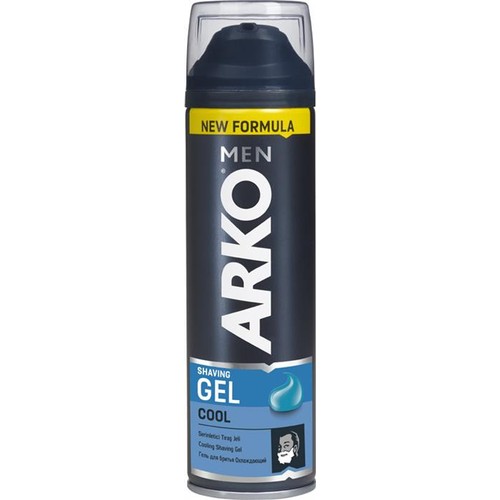 NEW FORMULA
MEN
ARKO
SHAVING
GEL
COOL
Serinletici Tıraş Jeli
Cooling Shaving Gel
Гель для бритья Охлаждающий